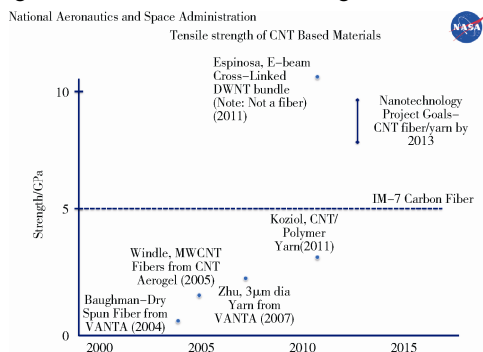 National Aeronautics and Space Administration
NASA
Tensile strength of CNT Based Materials
Espinosa, E-beam
Cross-Linked
DWNT bundle
(Note: Not a fiber)
(2011)
10
Nanotechnology
Project Goals-
CNT fiber/yarn by
2013
Strength/GPa
IM-7 Carbon Fiber
5
Koziol, CNT/
Polymer
Yarn(2011)
Windle, MWCNT
Fibers from CNT
Aerogel (2005)
Zhu, 3μm dia
Yarn from
VANTA (2007)
Baughman-Dry
Spun Fiber from
VANTA (2004)
0
2000 2005 2010 2015